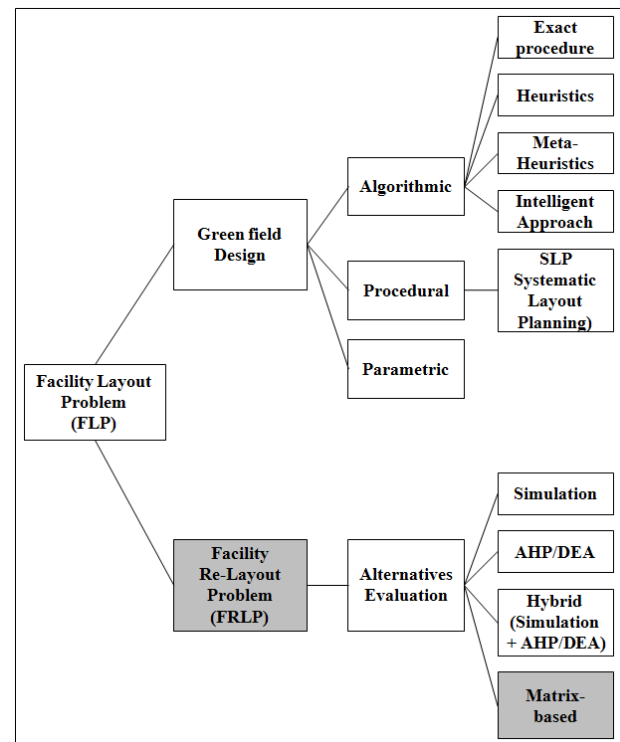 Exact
procedure
Heuristics
Meta-
Heuristics
Algorithmic
Intelligent
Approach
Green field
Design
SLP
Systematic
Layout
Planning)
Procedural
Parametric
Facility Layout
Problem
(FLP)
Simulation
AHP/DEA
Facility
Re-Layout
Problem
(FRLP)
Alternatives
Evaluation
Hybrid
(Simulation
+ AHP/DEA)
Matrix-
based